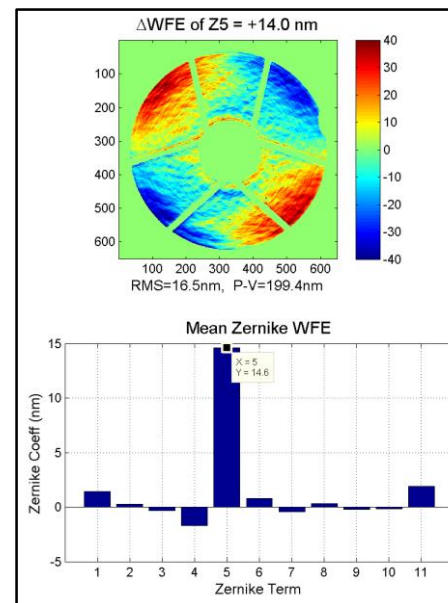 ΔWFE of Z5 = +14.0 nm
100
200
300
400
500
600
100 200 300 400 500 600
40
30
20
10
0
-10
-20
-30
-40
RMS=16.5nm, P-V=199.4nm
Mean Zernike WFE
Zernike Coeff (nm)
15
10
5
0
-5
X = 5
Y = 14.6
1 2 3 4 5 6 7 8 9 10 11
Zernike Term